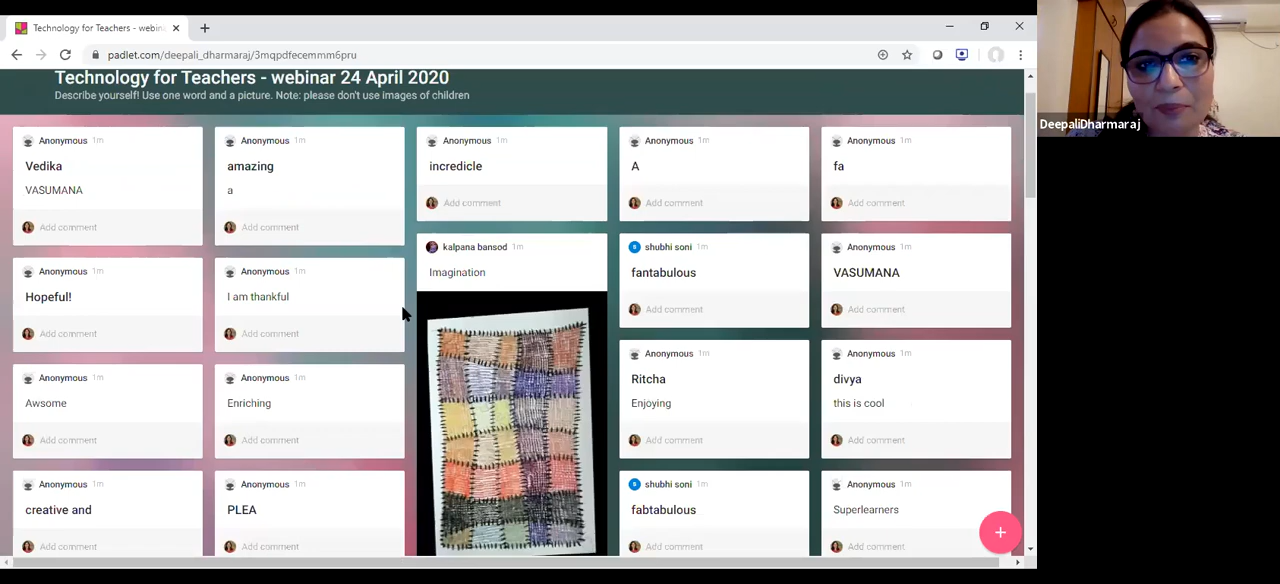 Technology for Teachers - webin
padlet.com/deepali_dharmaraj/3mqpdfecemmm6pru
Technology for Teachers - webinar 24 April 2020
Describe yourself! Use one word and a picture. Note: please don't use images of children
DeepaliDharmaraj
Anonymous 1m
Vedika
VASUMANA
Add comment
Anonymous 1m
Hopeful!
Add comment
Anonymous 1m
Awsome
Add comment
Anonymous 1m
creative and
Add comment
Anonymous 1m
amazing
a
Add comment
Anonymous 1m
I am thankful
Add comment
Anonymous 1m
Enriching
Add comment
Anonymous 1m
PLEA
Add comment
Anonymous 1m
incredicle
Add comment
kalpana bansod 1m
Imagination
Anonymous 1m
A
Add comment
S shubhi soni 1m
fantabulous
Add comment
Anonymous 1m
Ritcha
Enjoying
Add comment
S shubhi soni 1m
fabtabulous
Add comment
Anonymous 1m
fa
Add comment
Anonymous 1m
VASUMANA
Add comment
Anonymous 1m
divya
this is cool
Add comment
Anonymous 1m
Superlearners
Add comment